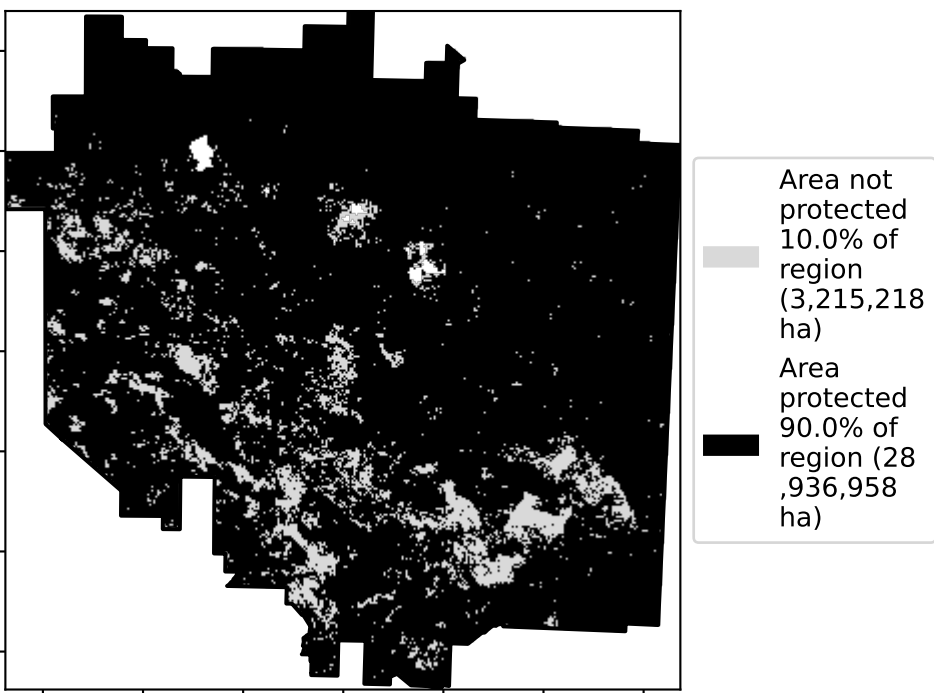 Area not
protected
10.0% of
region
(3,215,218
ha)
Area
protected
90.0% of
region (28
,936,958
ha)